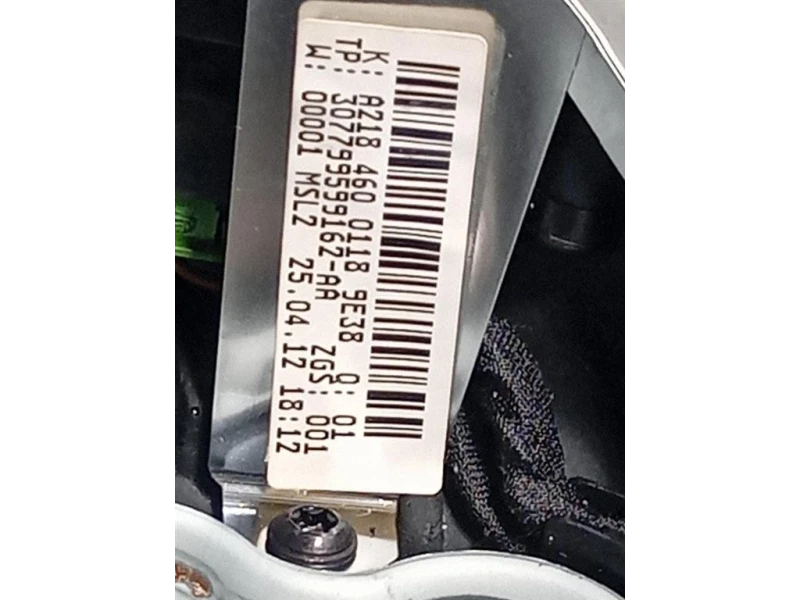 K: A218 460 0118 9E38 Q: 01
TP: 307799599162-AA ZGS: 001
W: 00001 MSL2 25.04.12 18:12